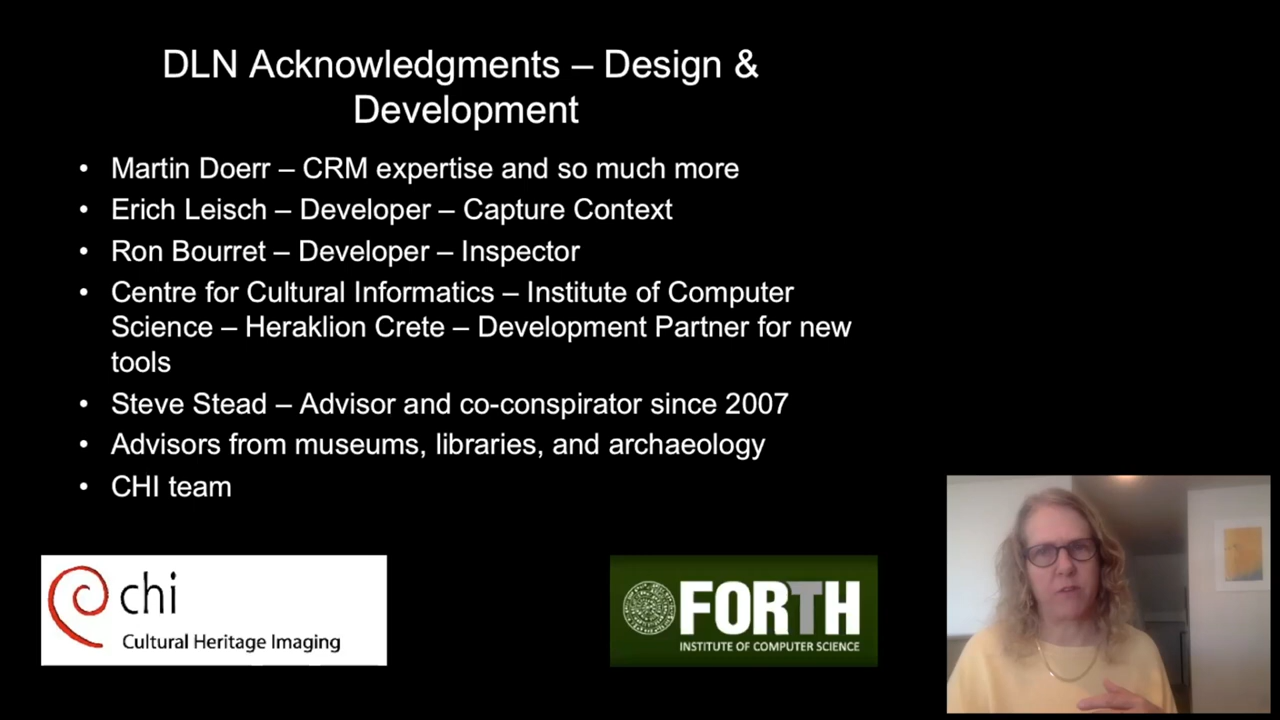 DLN Acknowledgments – Design &
Development
• Martin Doerr – CRM expertise and so much more
• Erich Leisch – Developer – Capture Context
• Ron Bourret – Developer – Inspector
• Centre for Cultural Informatics – Institute of Computer
Science – Heraklion Crete – Development Partner for new
tools
• Steve Stead – Advisor and co-conspirator since 2007
• Advisors from museums, libraries, and archaeology
• CHI team
chi
Cultural Heritage Imaging
FORTH
INSTITUTE OF COMPUTER SCIENCE